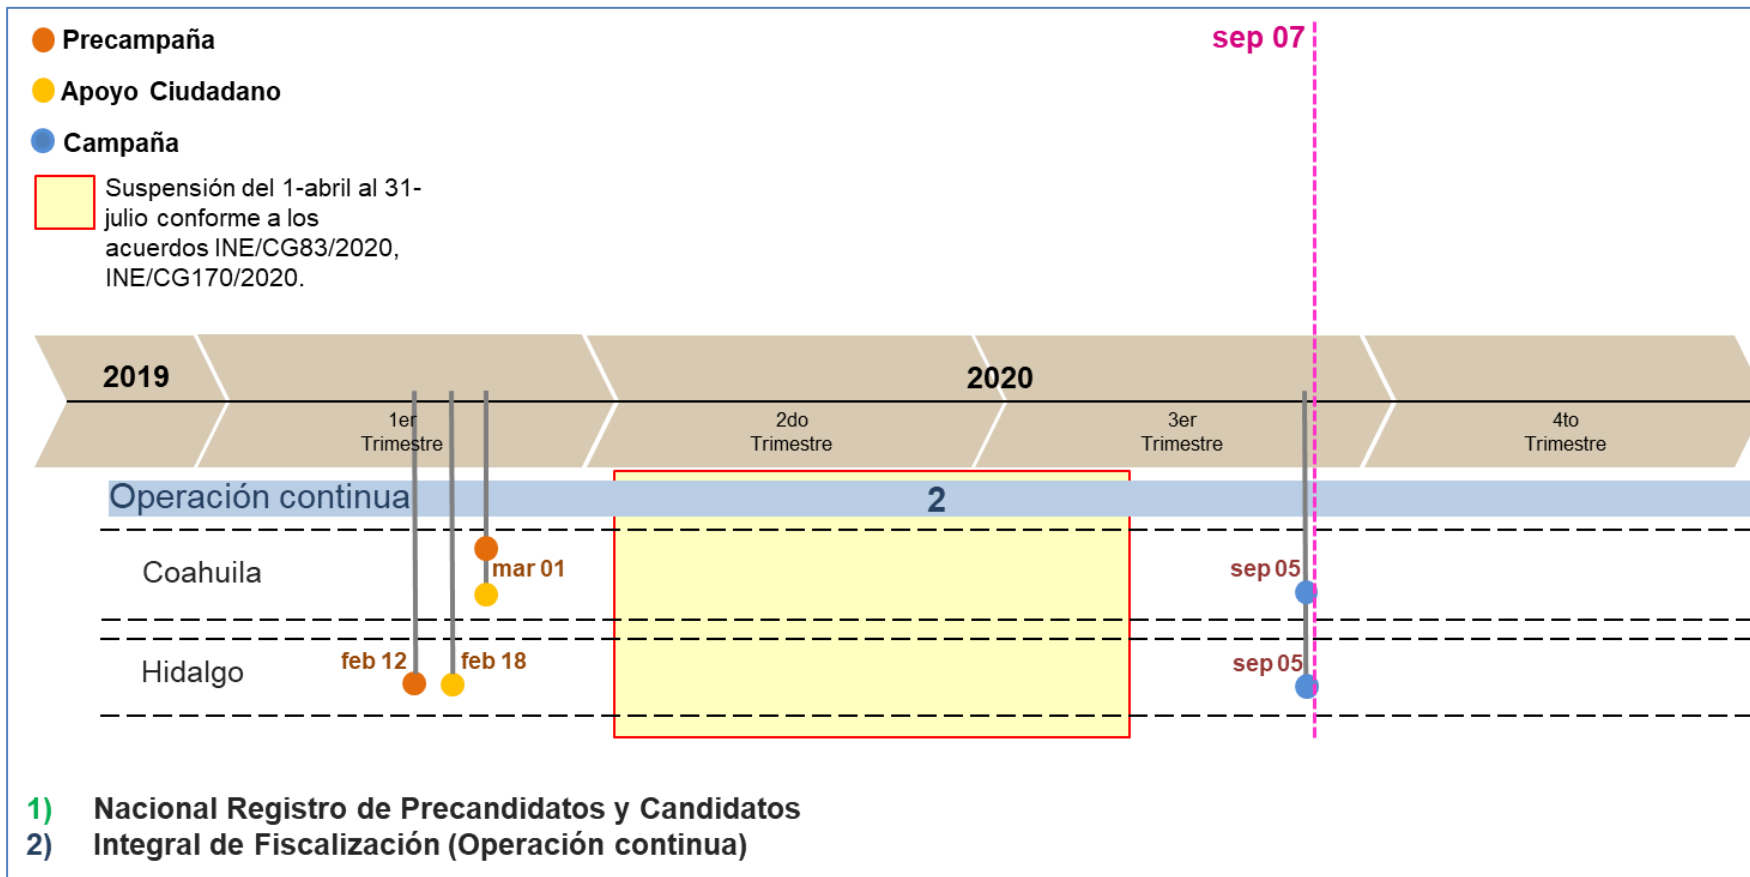 Precampaña
sep 07
Apoyo Ciudadano
Campaña
Suspensión del 1-abril al 31-
julio conforme a los
acuerdos INE/CG83/2020,
INE/CG170/2020.
2019
2020
1er
Trimestre
2do
Trimestre
3er
Trimestre
4to
Trimestre
Operación continua
2
Coahuila
mar 01
sep 05
Hidalgo
feb 12
feb 18
sep 05
1) Nacional Registro de Precandidatos y Candidatos
2) Integral de Fiscalización (Operación continua)